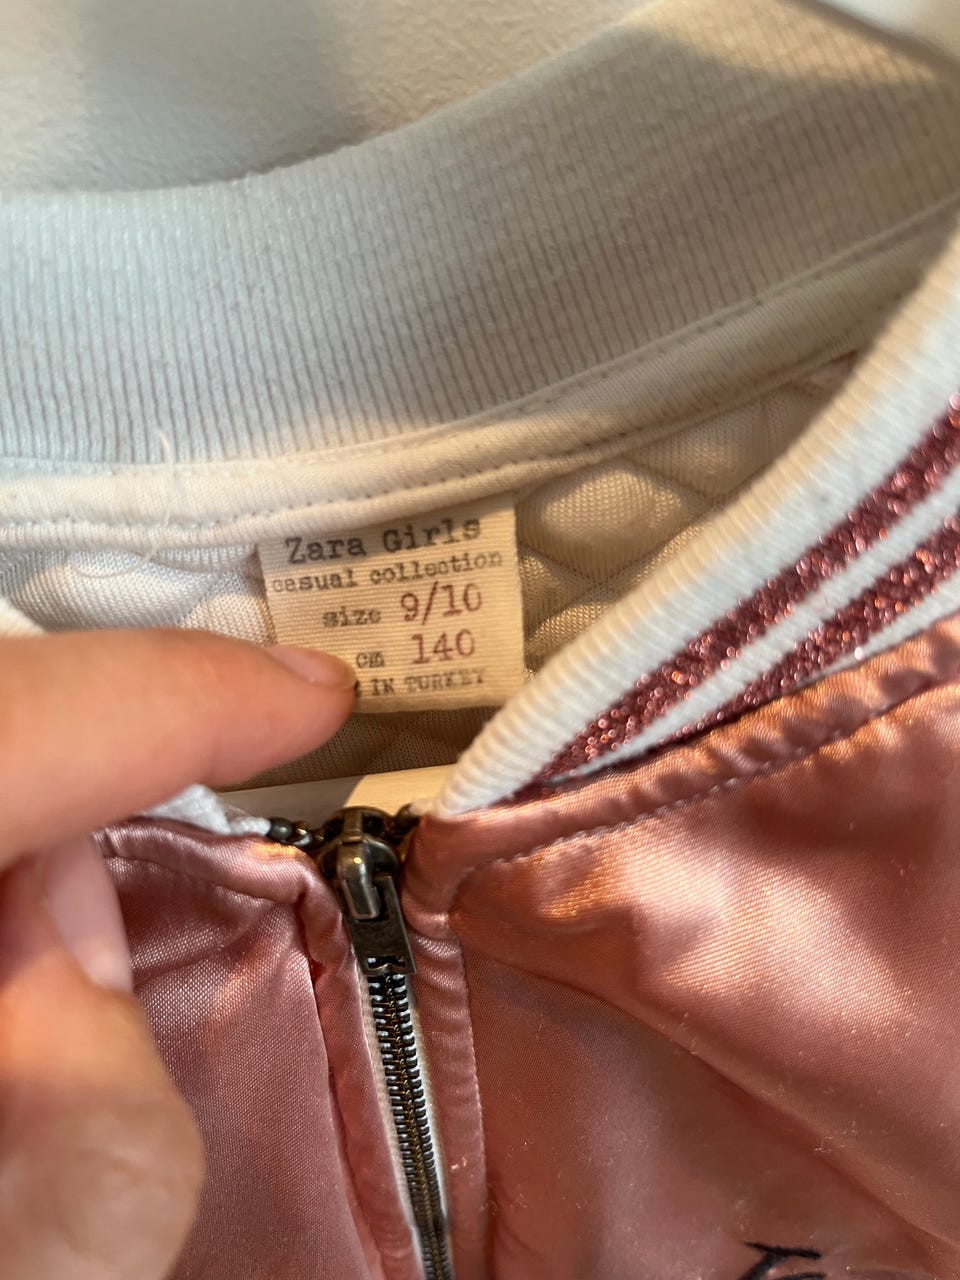 Zara Girls
casual collection
size 9/10
cm 140
IN TURKEY